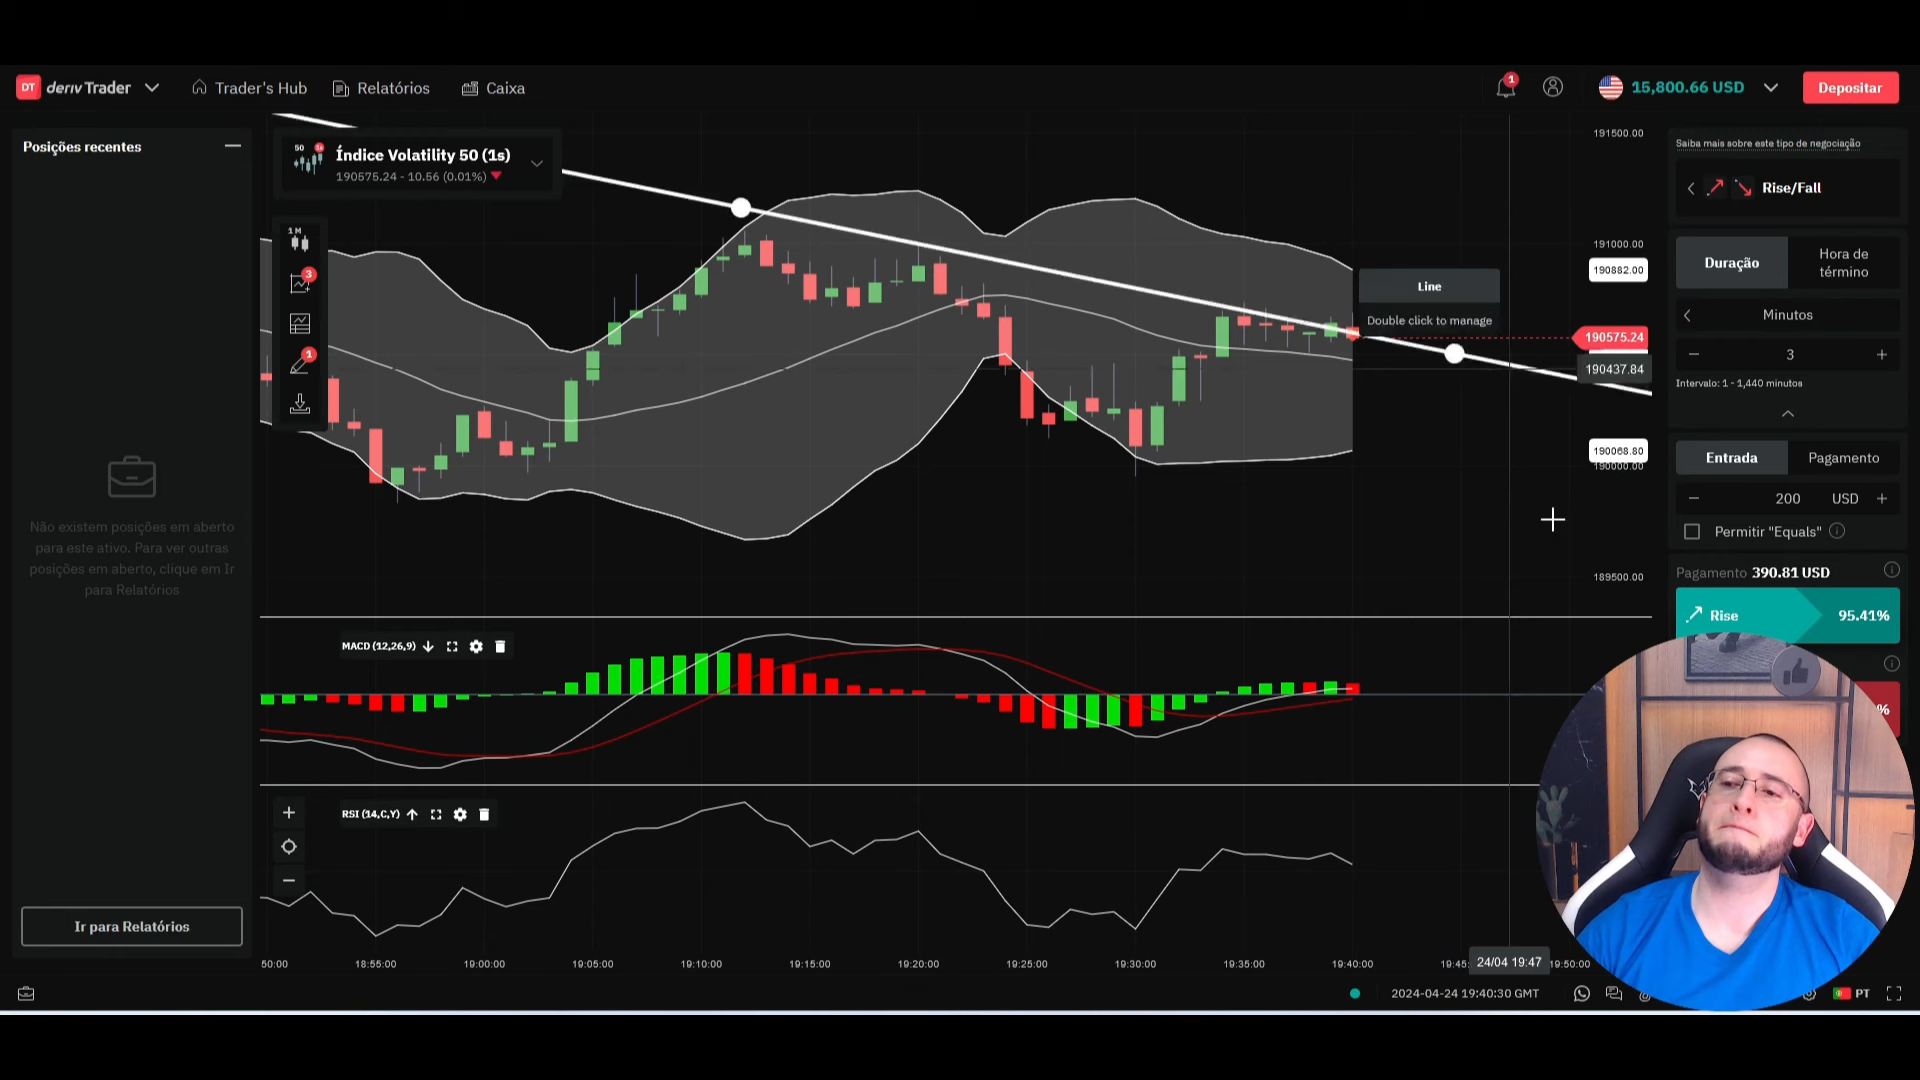 DT deriv Trader
Trader's Hub
Relatórios
Caixa
1
15,800.66 USD
Depositar
Posições recentes
Não existem posições em aberto
para este ativo. Para ver outras
posições em aberto, clique em Ir
para Relatórios
Ir para Relatórios
50 1s
Índice Volatility 50 (1s)
190575.24 - 10.56 (0.01%)
1M
3
1
191500.00
191000.00
190882.00
190575.24
190437.84
190068.80
190000.00
189500.00
Line
Double click to manage
MACD (12,26,9)
RSI (14,C,Y)
50:00
18:55:00
19:00:00
19:05:00
19:10:00
19:15:00
19:20:00
19:25:00
19:30:00
19:35:00
19:40:00
19:45:
24/04 19:47
19:50:00
2024-04-24 19:40:30 GMT
PT
Saiba mais sobre este tipo de negociação
Rise/Fall
Duração
Hora de
término
Minutos
3
Intervalo: 1 - 1,440 minutos
Entrada
Pagamento
200 USD
Permitir "Equals"
Pagamento 390.81 USD
Rise 95.41%
%